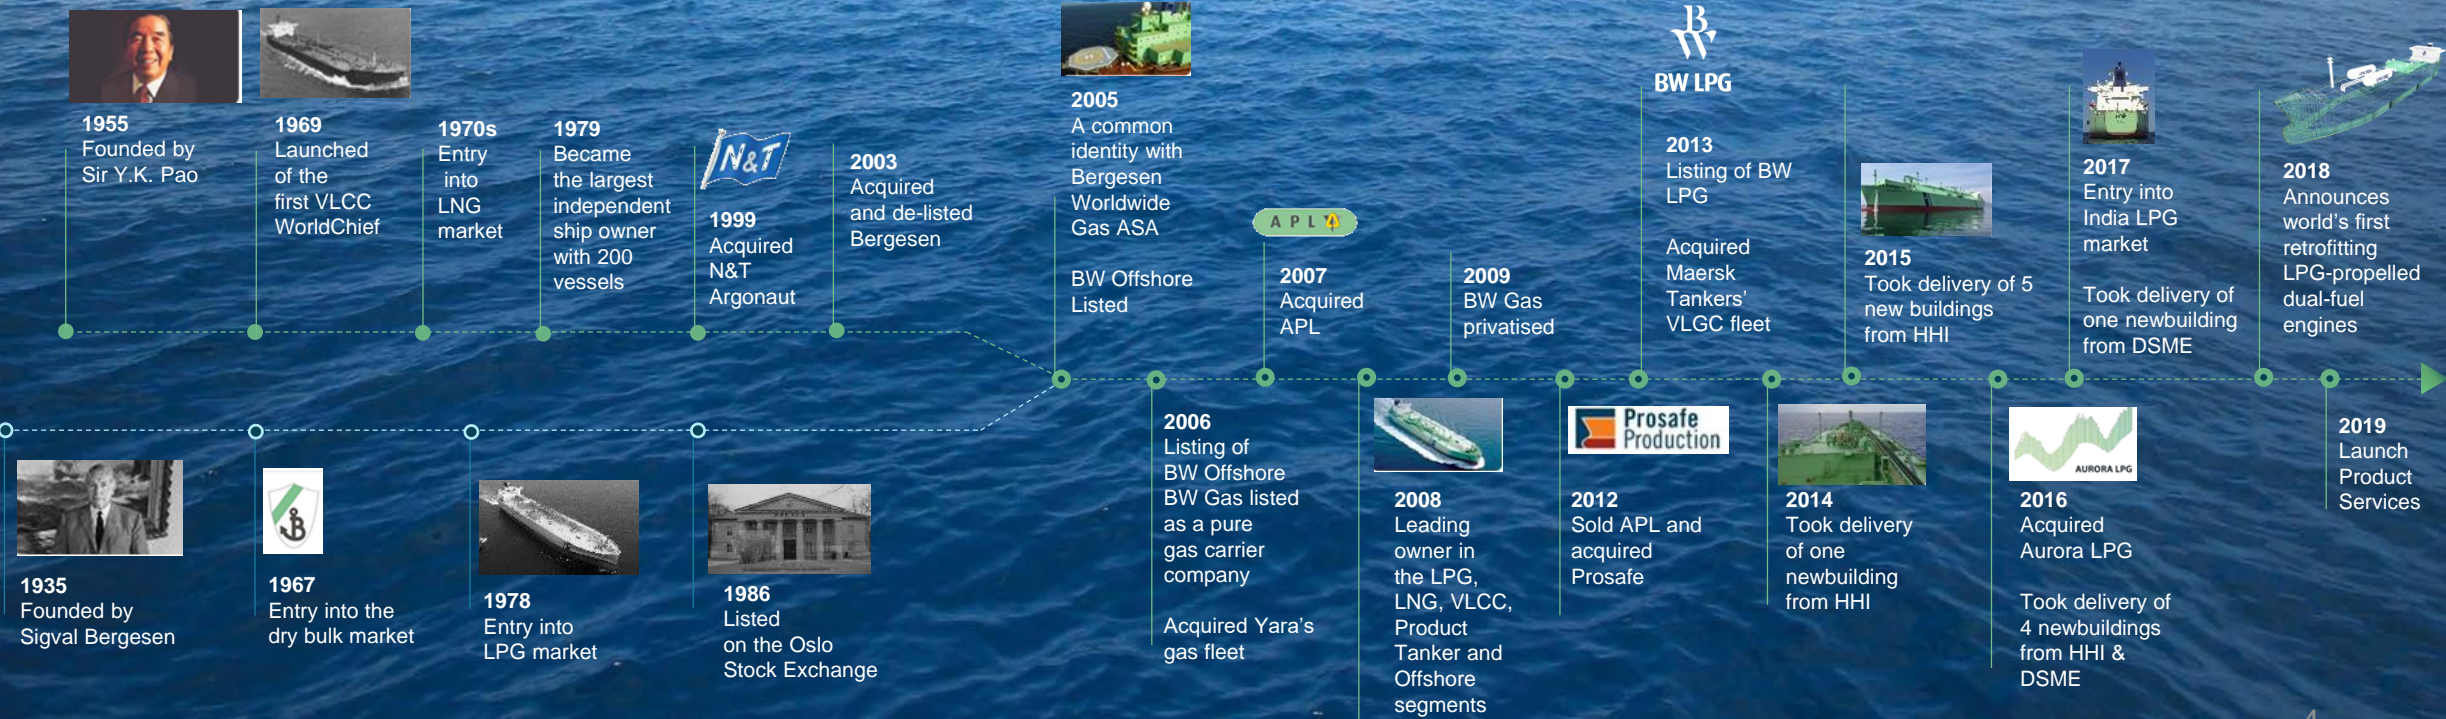 1955
Founded by
Sir Y.K. Pao
1969
Launched
of the
first VLCC
WorldChief
1970s
Entry
into
LNG
market
1979
Became
the largest
independent
ship owner
with 200
vessels
N&T
1999
Acquired
N&T
Argonaut
2003
Acquired
and de-listed
Bergesen
2005
A common
identity with
Bergesen
Worldwide
Gas ASA
BW Offshore
Listed
APL
2007
Acquired
APL
2009
BW Gas
privatised
BW
BW LPG
2013
Listing of BW
LPG
Acquired
Maersk
Tankers’
VLGC fleet
2015
Took delivery of 5
new buildings
from HHI
2017
Entry into
India LPG
market
Took delivery of
one newbuilding
from DSME
2018
Announces
world’s first
retrofitting
LPG-propelled
dual-fuel
engines
1935
Founded by
Sigval Bergesen
B
1967
Entry into the
dry bulk market
1978
Entry into
LPG market
1986
Listed
on the Oslo
Stock Exchange
2006
Listing of
BW Offshore
BW Gas listed
as a pure
gas carrier
company
Acquired Yara’s
gas fleet
2008
Leading
owner in
the LPG,
LNG, VLCC,
Product
Tanker and
Offshore
segments
Prosafe
Production
2012
Sold APL and
acquired
Prosafe
2014
Took delivery
of one
newbuilding
from HHI
AURORA LPG
2016
Acquired
Aurora LPG
Took delivery of
4 newbuildings
from HHI &
DSME
2019
Launch
Product
Services